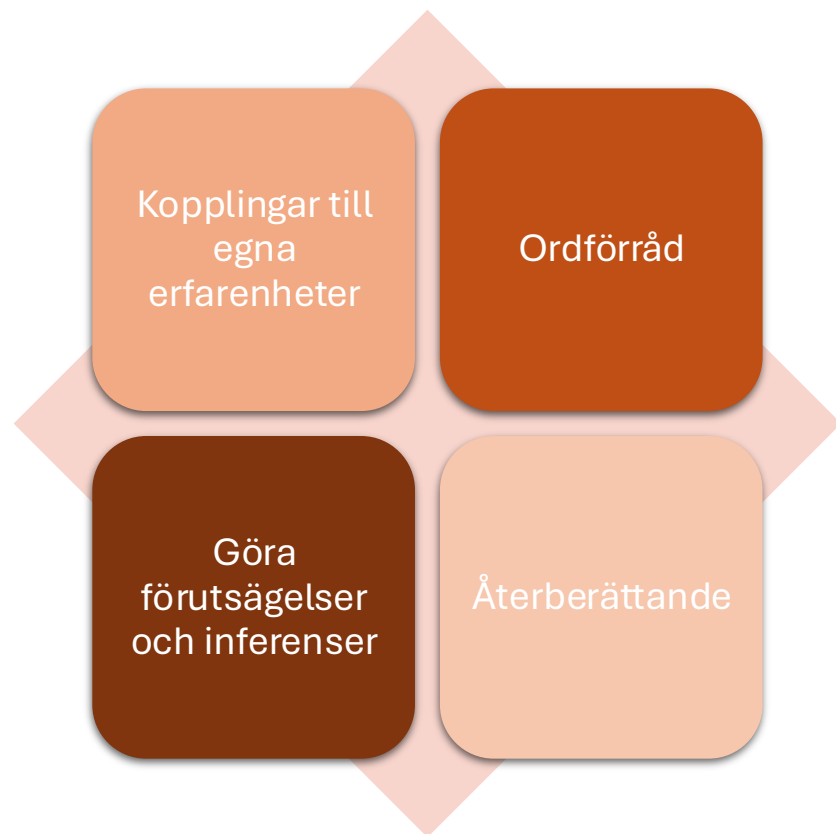 Kopplingar till
egna
erfarenheter
Ordförråd
Göra
förutsägelser
och inferenser
Återberättande